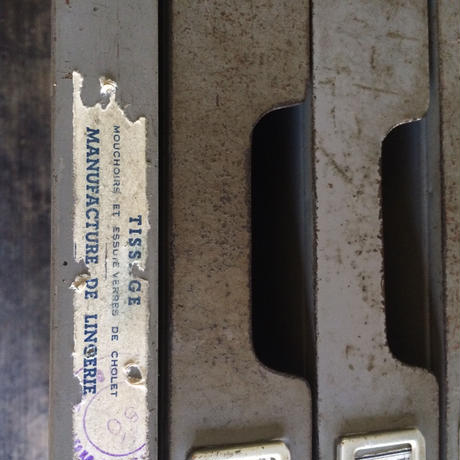 TISSAGE
MOUCHOIRS ET ESSUIE VERRES DE CHOLET
MANUFACTURE DE LINGERIE